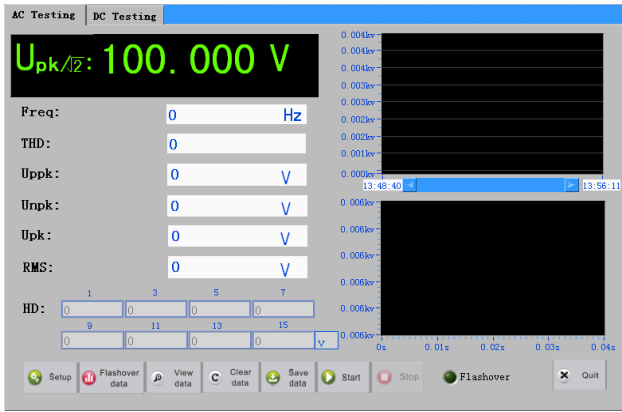 AC Testing DC Testing
Upk/√2: 100.000 V
Freq: 0 Hz
THD: 0
Uppk: 0 V
Unpk: 0 V
Upk: 0 V
RMS: 0 V
1 3 5 7
HD: 0 0 0 0
9 11 13 15
0 0 0 0 V
0.004kv
0.004kv
0.003kv
0.003kv
0.002kv
0.002kv
0.001kv
0.000kv
13:48:40 13:56:11
0.006kv
0.006kv
0.006kv
0.006kv
0.006kv
0.006kv
0s 0.01s 0.02s 0.03s 0.04s
Setup Flashover data View data Clear data Save data Start Stop Flashover Quit